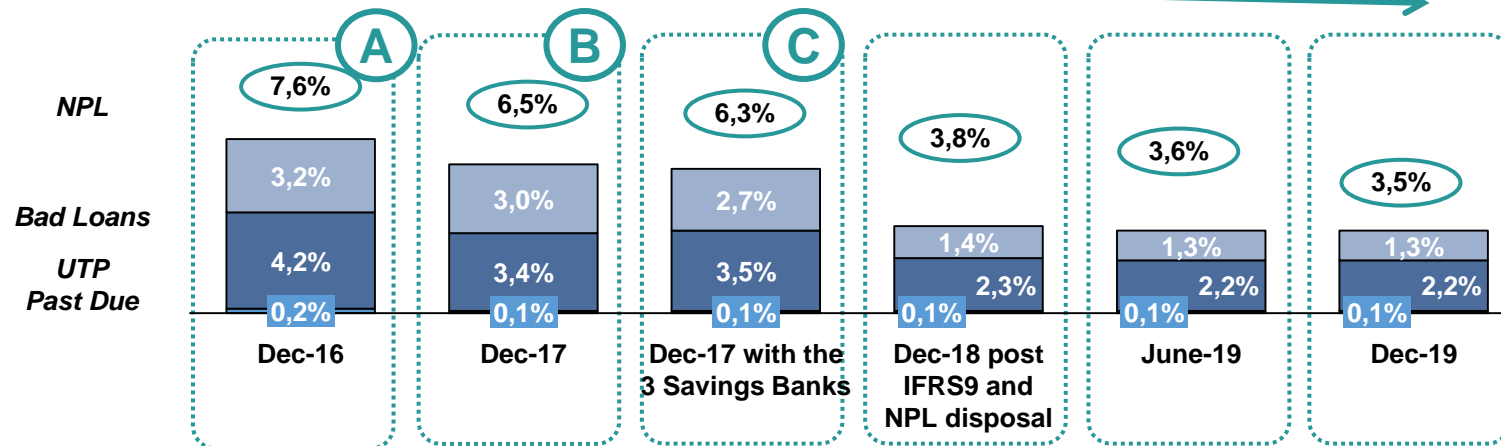 A
B
C
NPL
7,6%
6,5%
6,3%
3,8%
3,6%
3,5%
Bad Loans
3,2%
3,0%
2,7%
1,4%
1,3%
1,3%
UTP
4,2%
3,4%
3,5%
2,3%
2,2%
2,2%
Past Due
0,2%
0,1%
0,1%
0,1%
0,1%
0,1%
Dec-16
Dec-17
Dec-17 with the
3 Savings Banks
Dec-18 post
IFRS9 and
NPL disposal
June-19
Dec-19